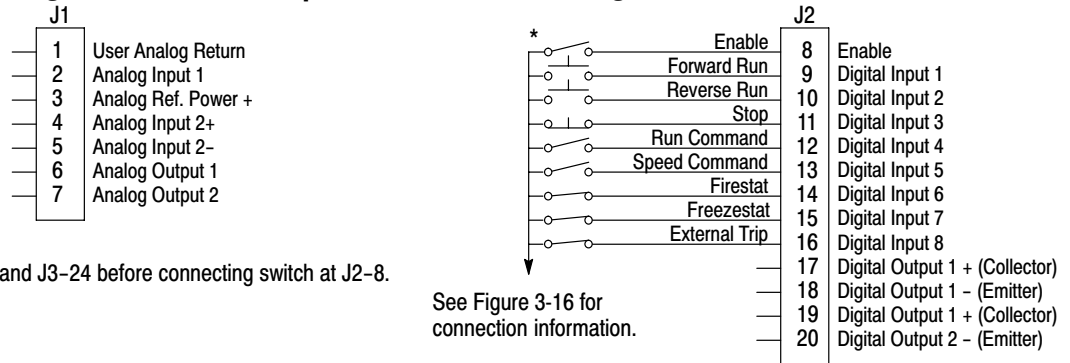 J1
1 User Analog Return
2 Analog Input 1
3 Analog Ref. Power +
4 Analog Input 2+
5 Analog Input 2-
6 Analog Output 1
7 Analog Output 2
and J3-24 before connecting switch at J2-8.
J2
*
Enable 8 Enable
Forward Run 9 Digital Input 1
Reverse Run 10 Digital Input 2
Stop 11 Digital Input 3
Run Command 12 Digital Input 4
Speed Command 13 Digital Input 5
Firestat 14 Digital Input 6
Freezestat 15 Digital Input 7
External Trip 16 Digital Input 8
17 Digital Output 1 + (Collector)
18 Digital Output 1 - (Emitter)
19 Digital Output 1 + (Collector)
20 Digital Output 2 - (Emitter)
See Figure 3-16 for
connection information.